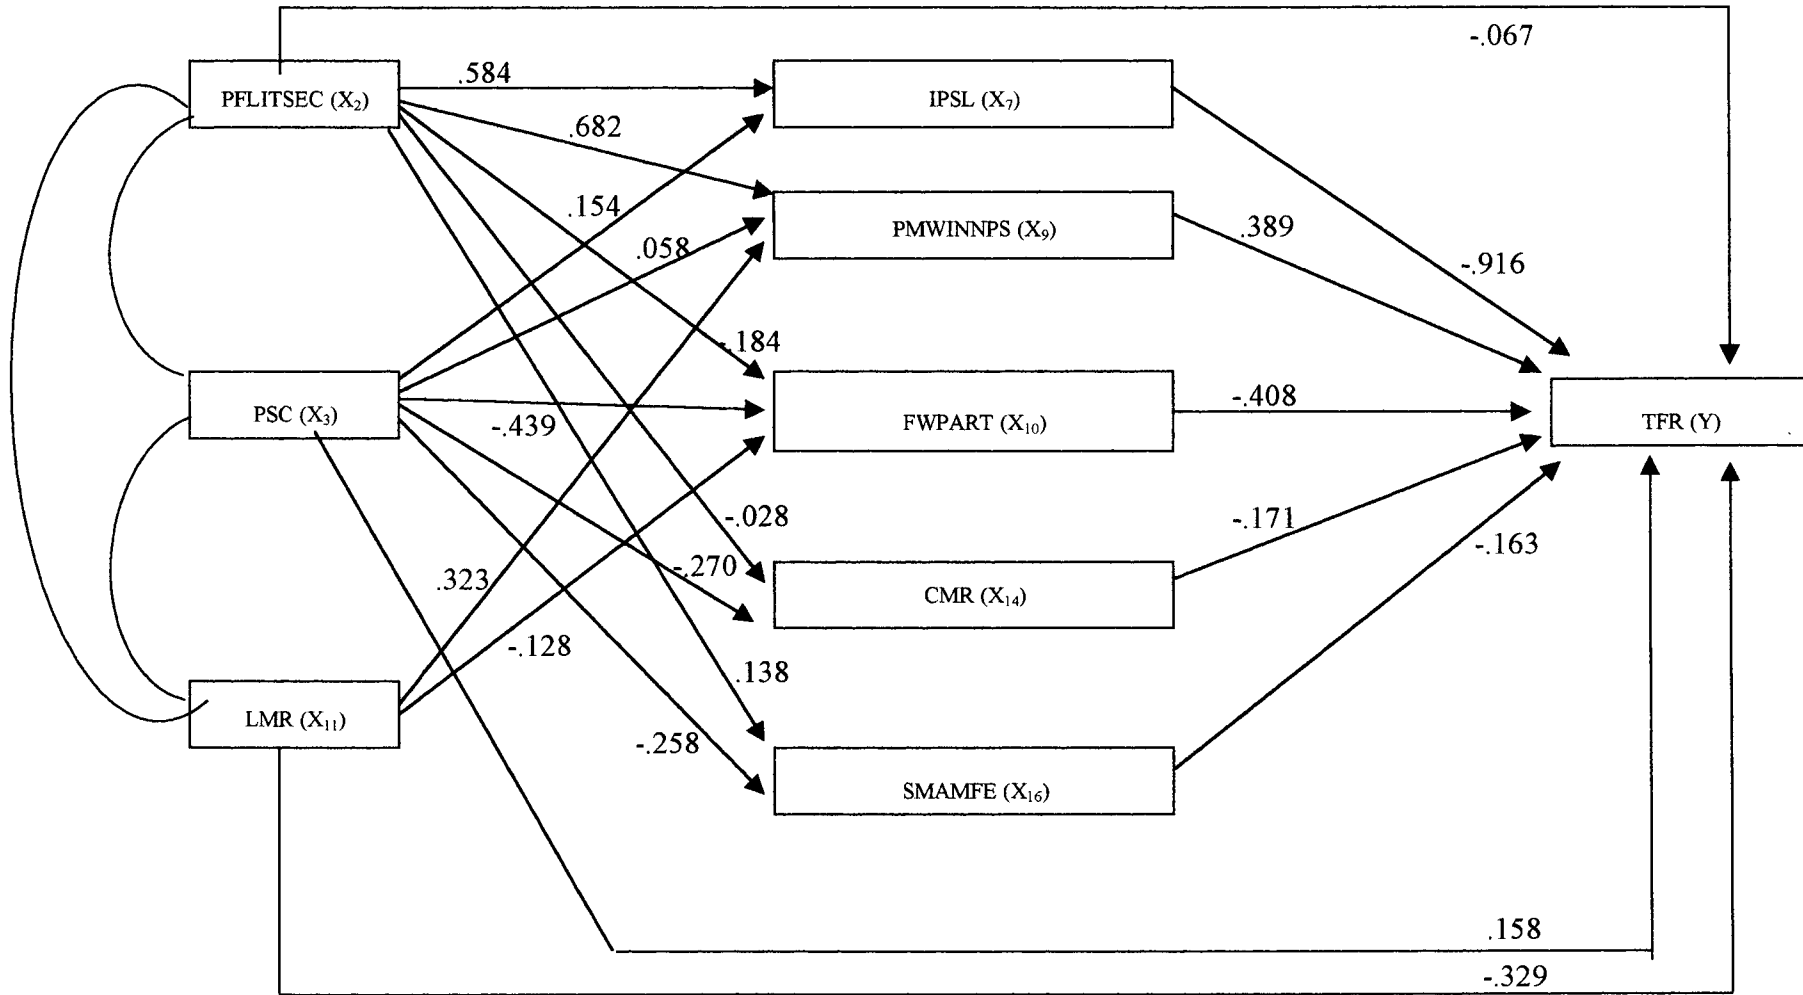 -.067
.584
PFLITSEC (X₂)
IPSL (X₇)
.682
.154
.058
PMWINNPS (X₉)
.389
-.916
-.184
PSC (X₃)
-.439
FWPART (X₁₀)
-.408
TFR (Y)
-.028
-.171
-.163
.323
-.270
CMR (X₁₄)
-.128
.138
LMR (X₁₁)
-.258
SMAMFE (X₁₆)
.158
-.329